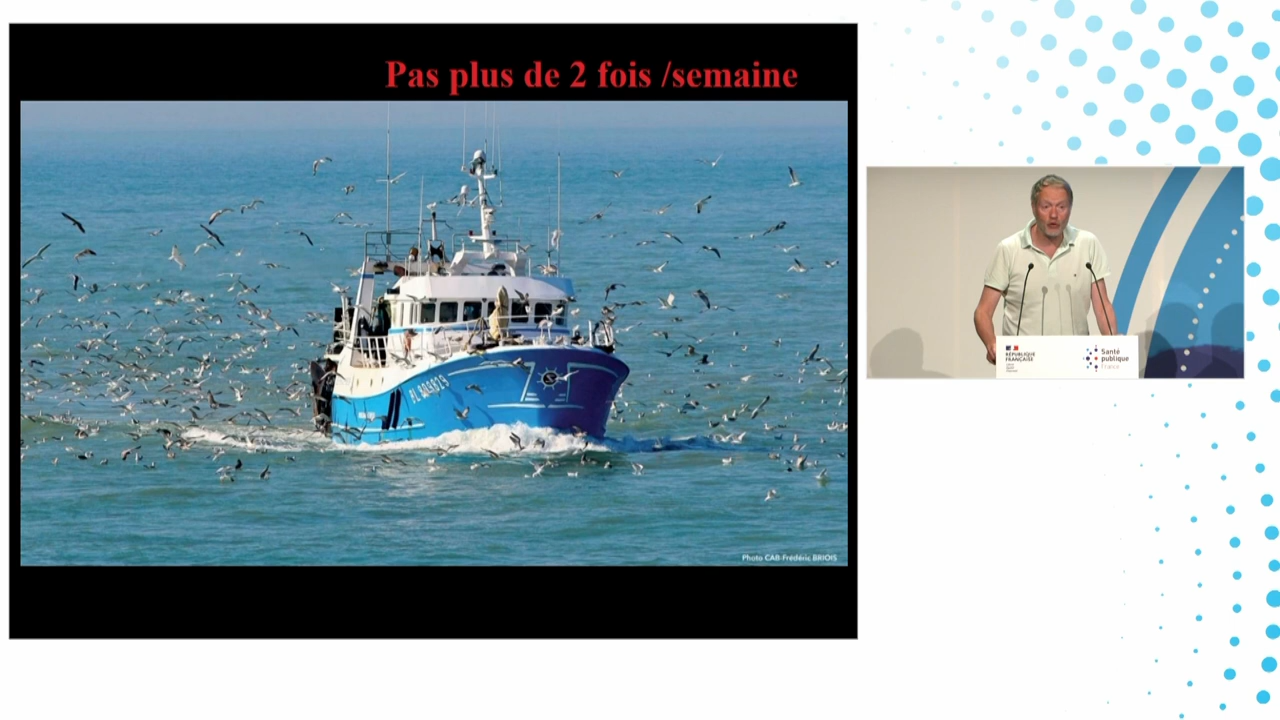 Pas plus de 2 fois /semaine
Photo CAB Frédéric BRIOIS
RÉPUBLIQUE
FRANÇAISE
Santé
publique
France